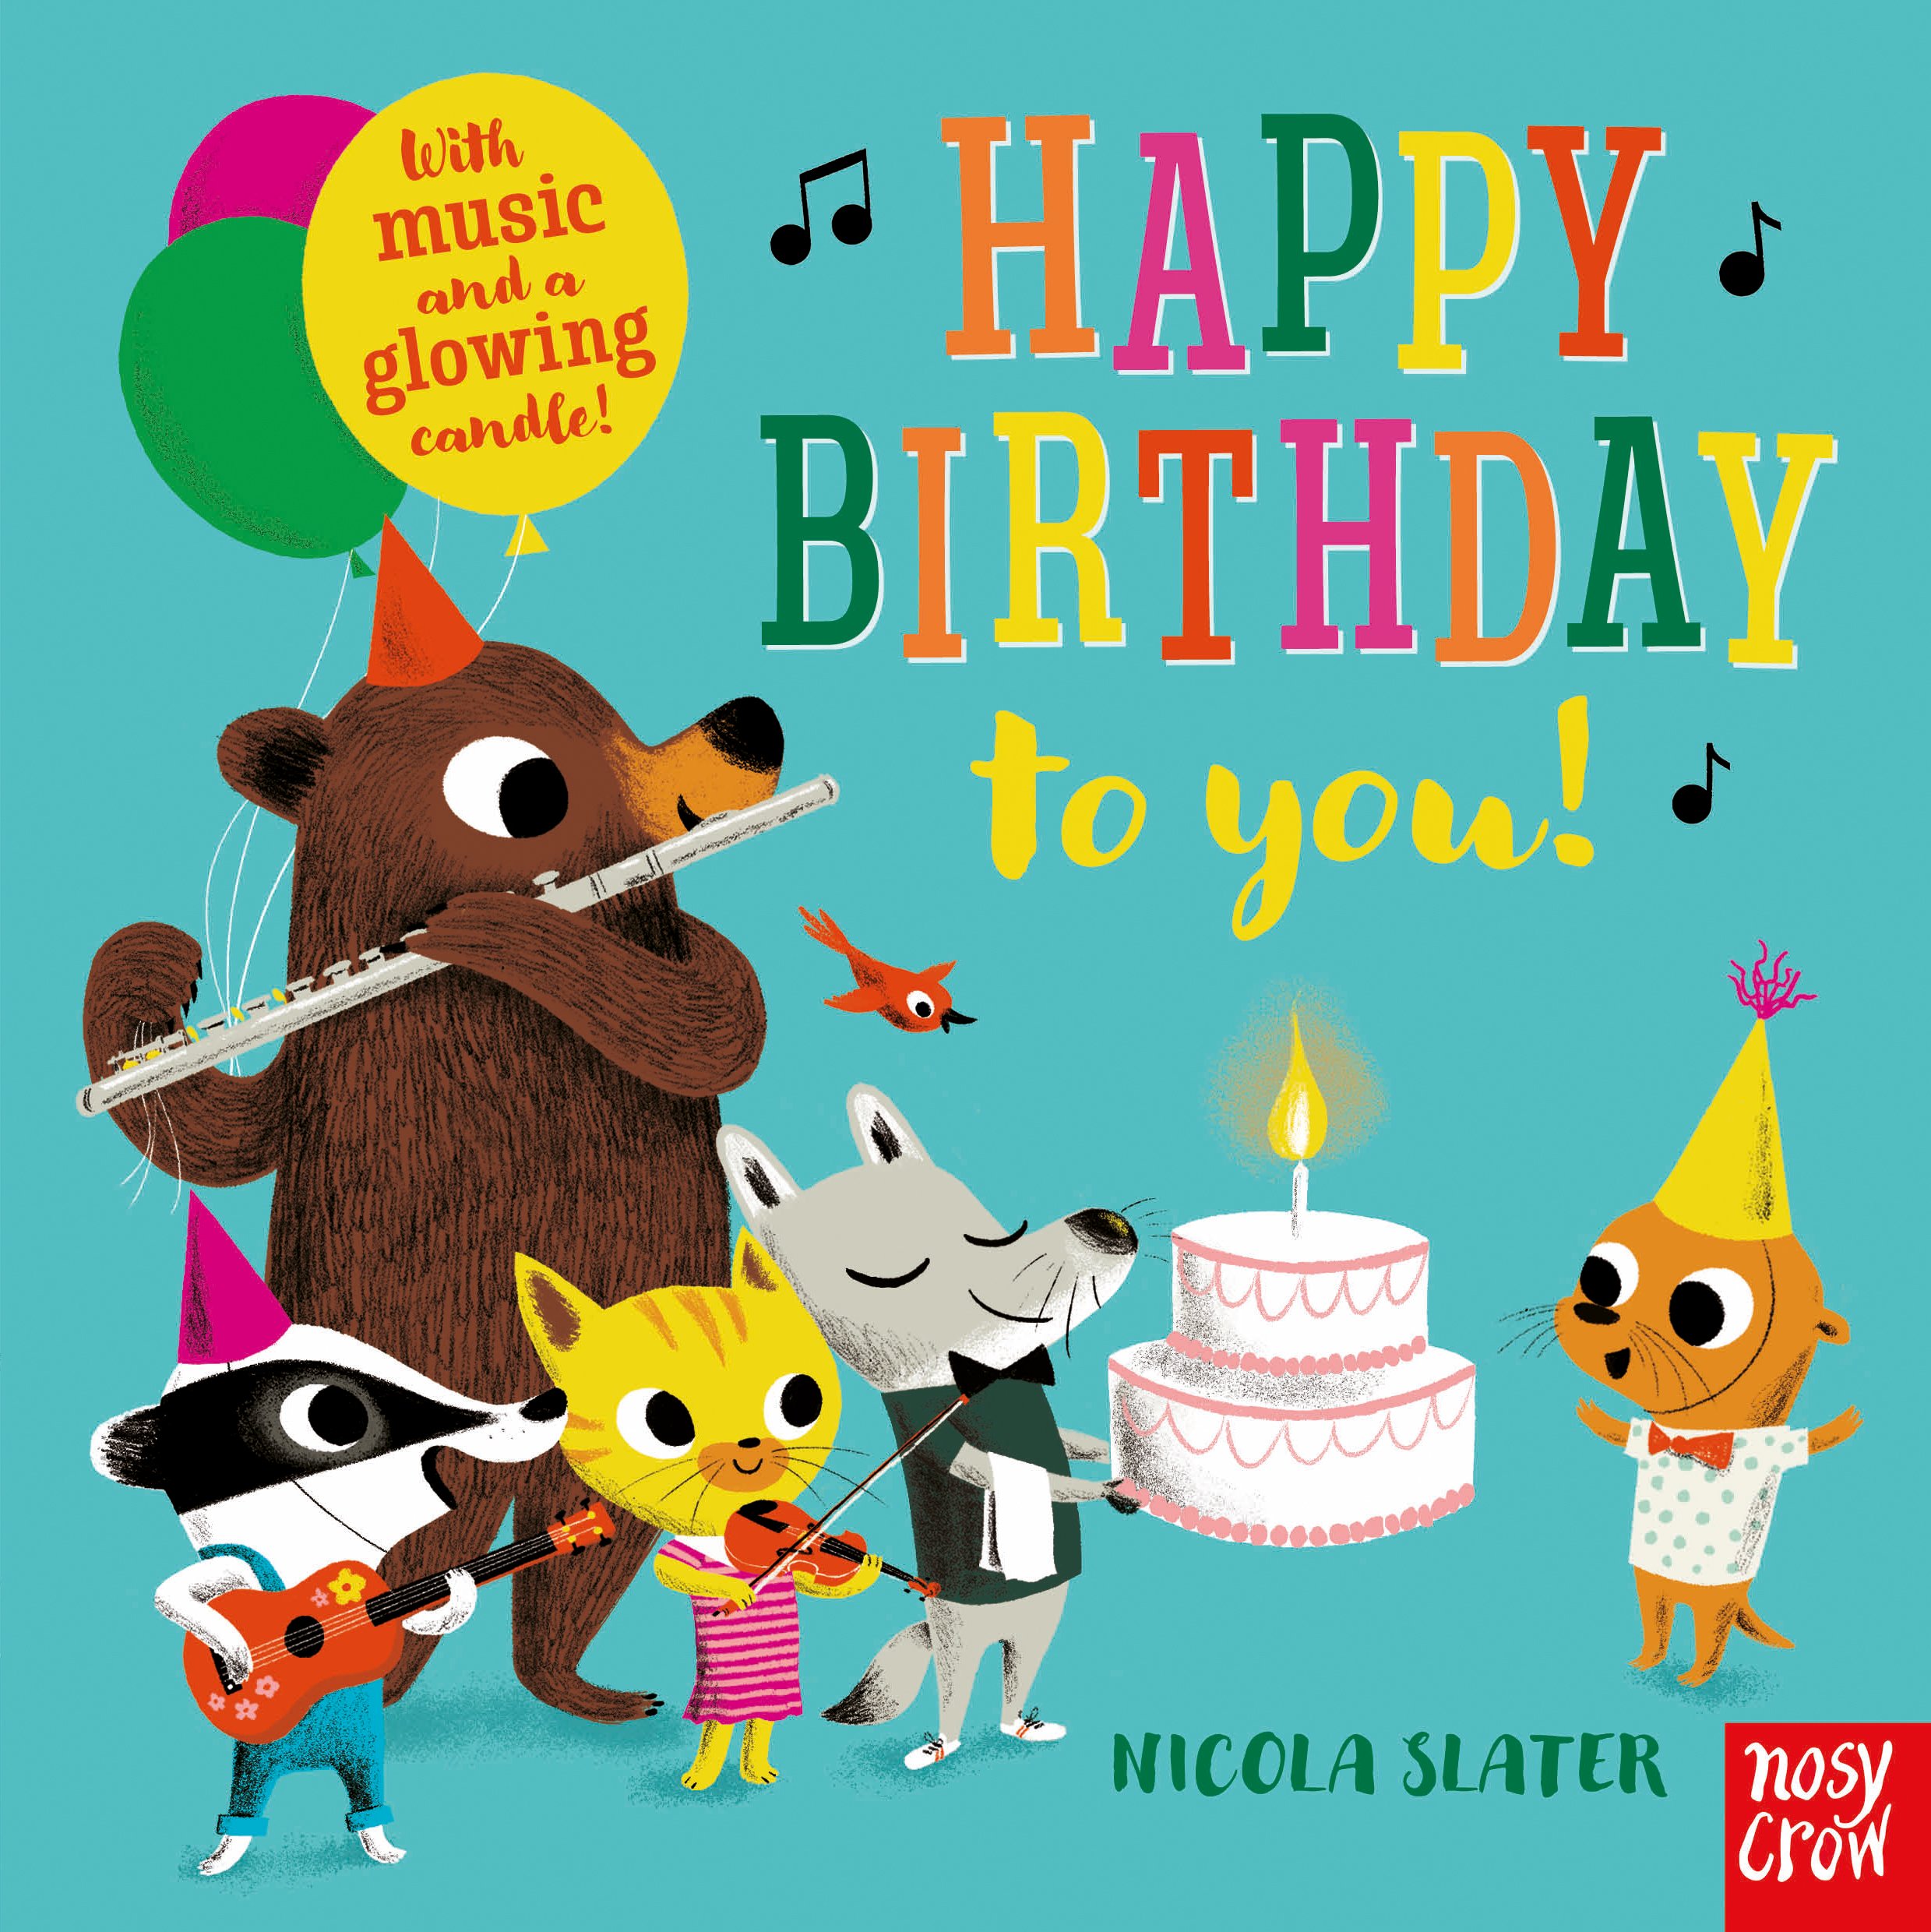 With
music
and a
glowing
candle!
HAPPY
BIRTHDAY
to you!
NICOLA SLATER
nosy
crow